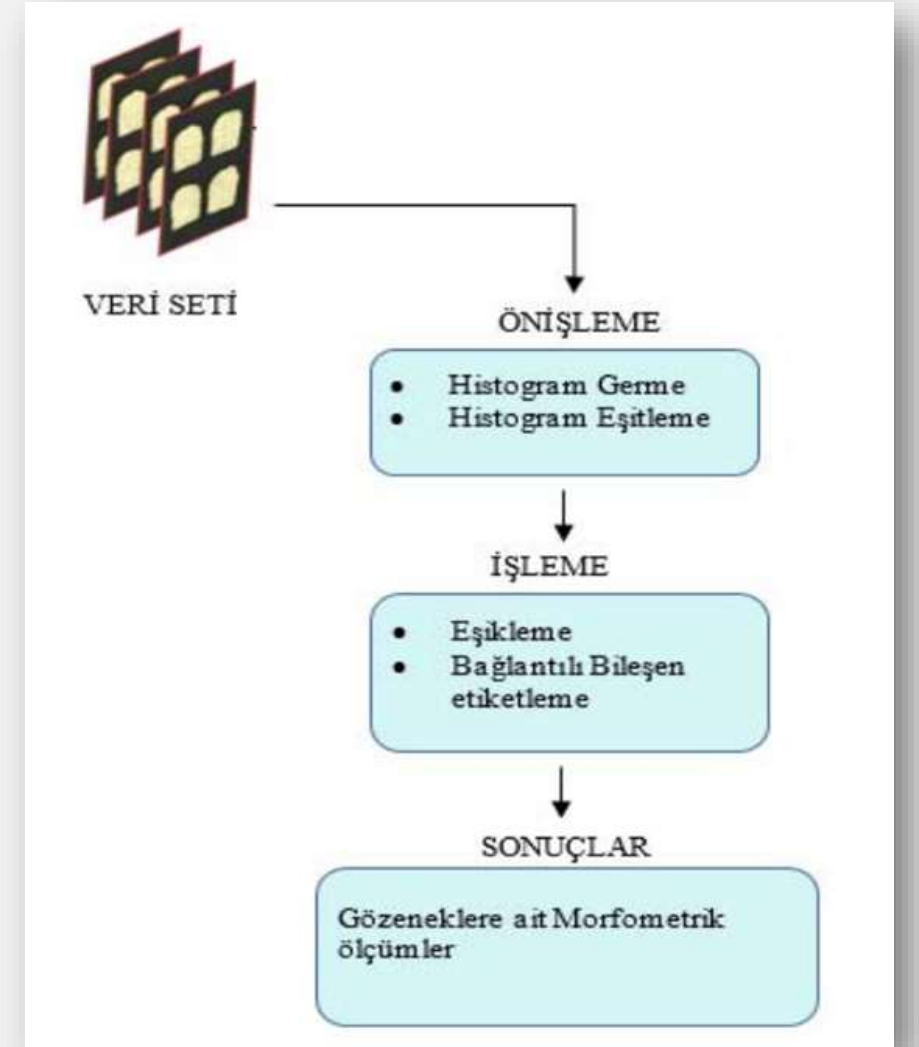 VERİ SETİ
ÖNİŞLEME
• Histogram Germe
• Histogram Eşitleme
İŞLEME
• Eşikleme
• Bağlantılı Bileşen
etiketleme
SONUÇLAR
Gözeneklere ait Morfometrik
ölçümler